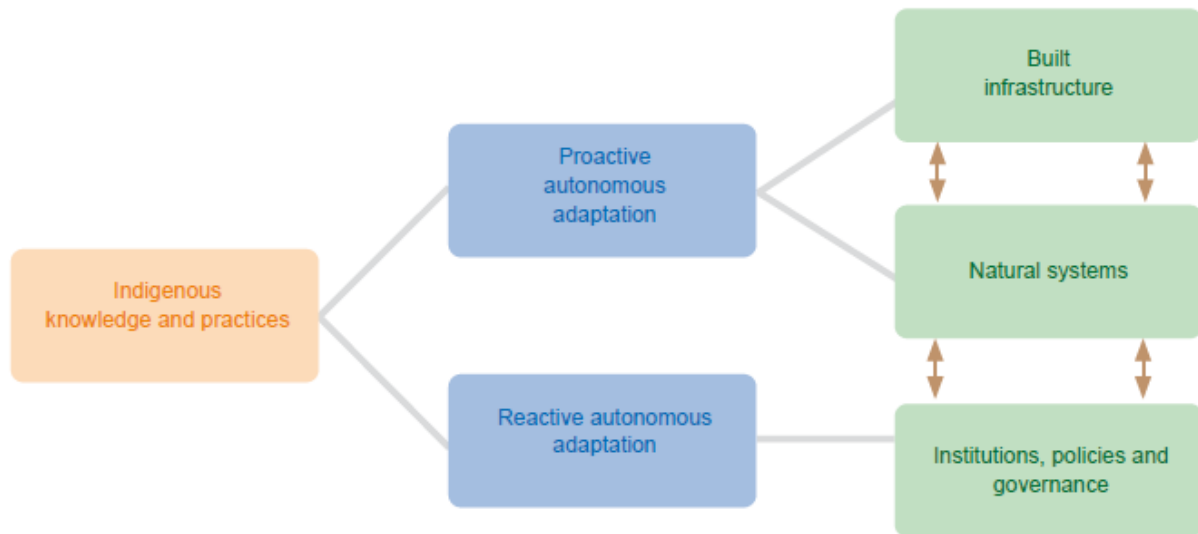 Built
infrastructure
Proactive
autonomous
adaptation
Natural systems
Indigenous
knowledge and practices
Reactive autonomous
adaptation
Institutions, policies and
governance